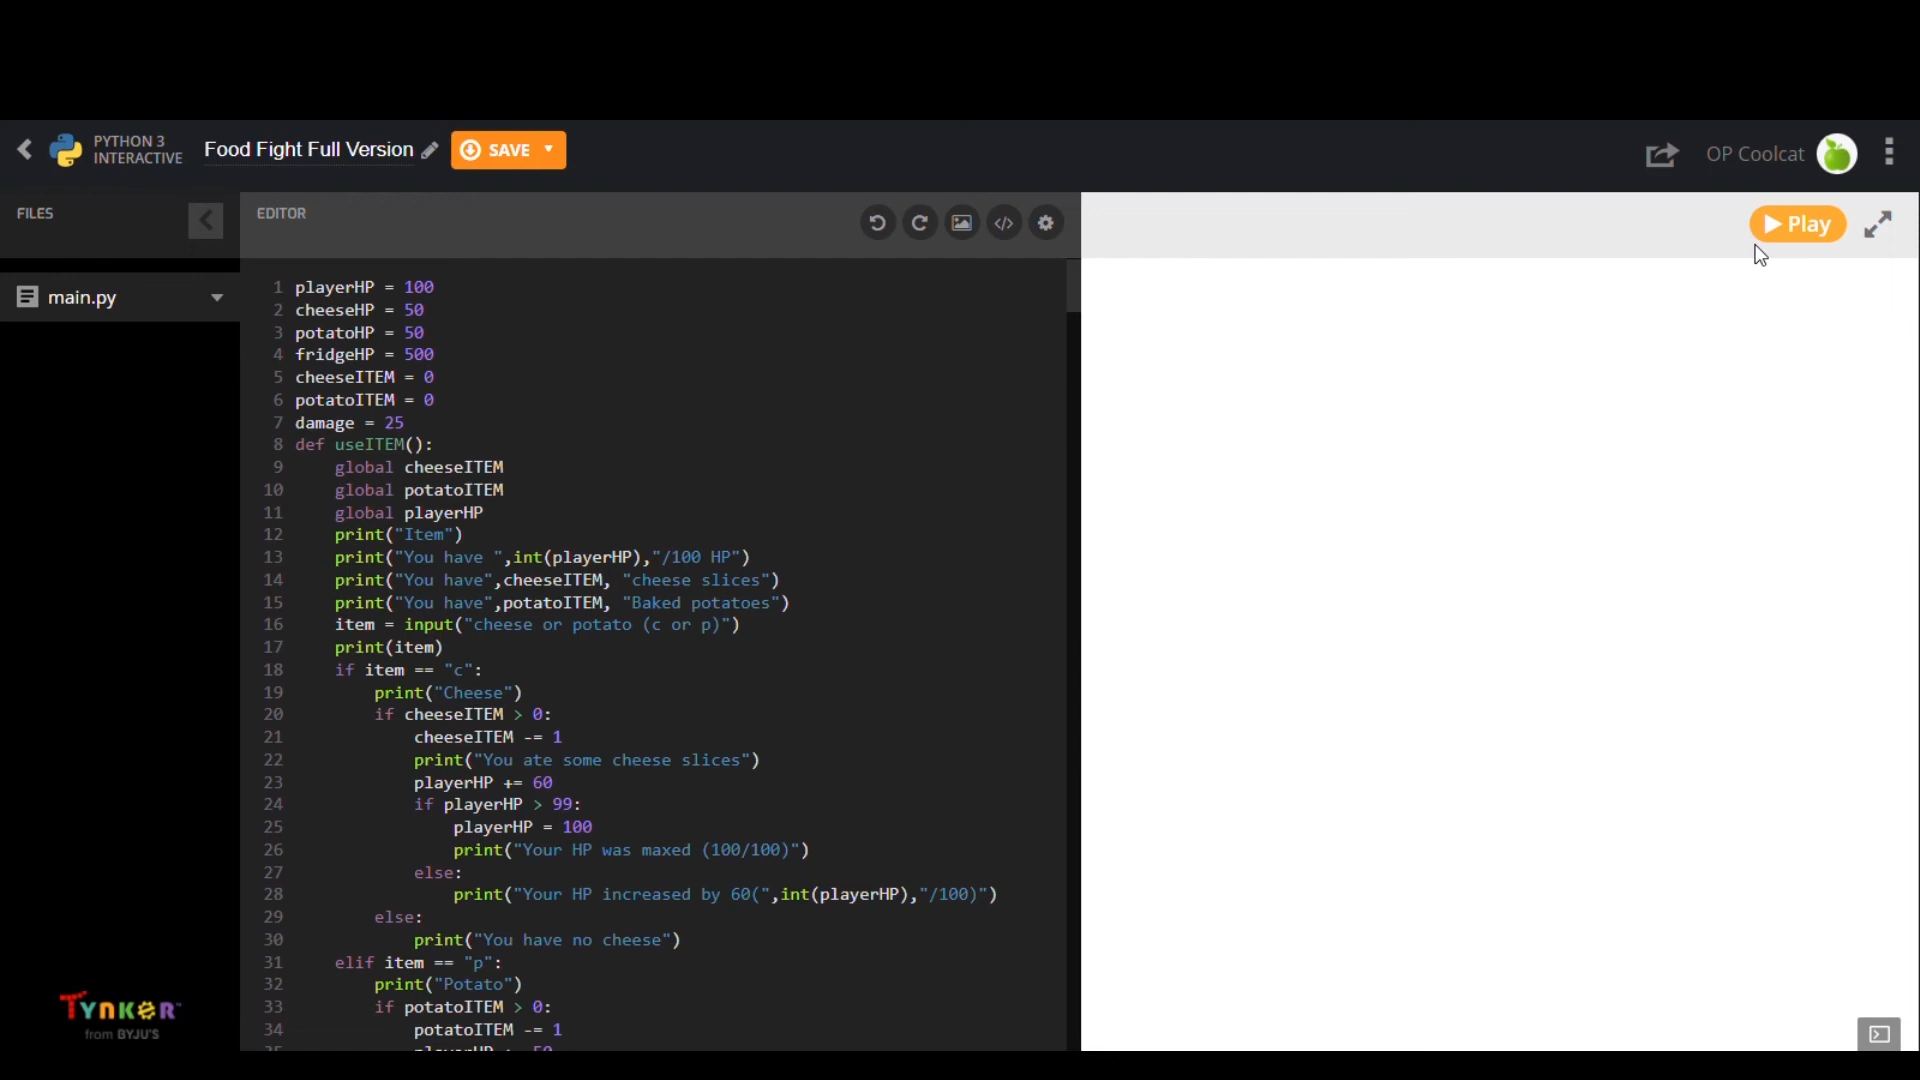 PYTHON 3
INTERACTIVE
Food Fight Full Version
SAVE
OP Coolcat
FILES
EDITOR
Play
main.py
1 playerHP = 100
2 cheeseHP = 50
3 potatoHP = 50
4 fridgeHP = 500
5 cheeseITEM = 0
6 potatoITEM = 0
7 damage = 25
8 def useITEM():
9     global cheeseITEM
10     global potatoITEM
11     global playerHP
12     print("Item")
13     print("You have ",int(playerHP),"/100 HP")
14     print("You have",cheeseITEM, "cheese slices")
15     print("You have",potatoITEM, "Baked potatoes")
16     item = input("cheese or potato (c or p)")
17     print(item)
18     if item == "c":
19         print("Cheese")
20         if cheeseITEM > 0:
21             cheeseITEM -= 1
22             print("You ate some cheese slices")
23             playerHP += 60
24             if playerHP > 99:
25                 playerHP = 100
26                 print("Your HP was maxed (100/100)")
27             else:
28                 print("Your HP increased by 60(",int(playerHP),"/100)")
29         else:
30             print("You have no cheese")
31     elif item == "p":
32         print("Potato")
33         if potatoITEM > 0:
34             potatoITEM -= 1
TYNKER
from BYJU'S